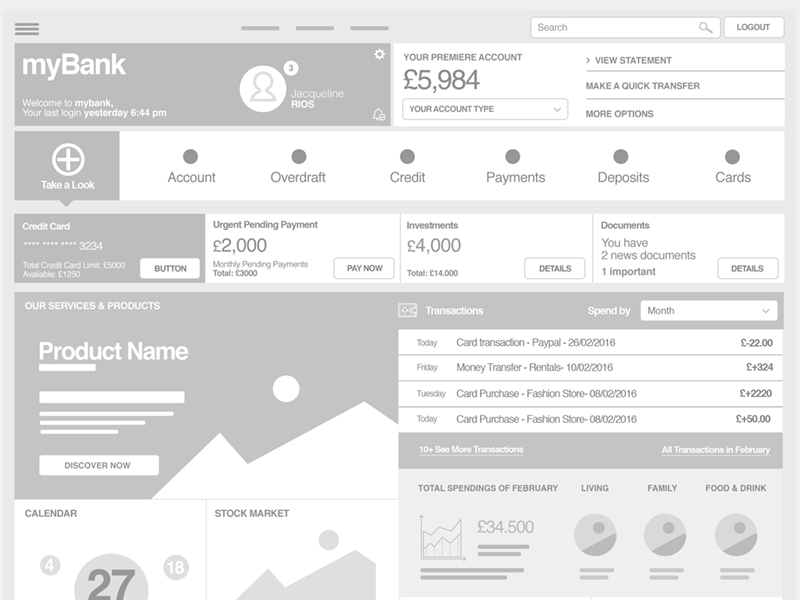 Search
LOGOUT
myBank
3
Jacqueline
RIOS
Welcome to mybank,
Your last login yesterday 6:44 pm
YOUR PREMIERE ACCOUNT
£5,984
YOUR ACCOUNT TYPE
> VIEW STATEMENT
MAKE A QUICK TRANSFER
MORE OPTIONS
Take a Look
Account
Overdraft
Credit
Payments
Deposits
Cards
Credit Card
**** **** **** 3234
Total Credit Card Limit: £5000
Available: £1250
BUTTON
Urgent Pending Payment
£2,000
Monthly Pending Payments
Total: £3000
PAY NOW
Investments
£4,000
Total: £14.000
DETAILS
Documents
You have
2 news documents
1 important
DETAILS
OUR SERVICES & PRODUCTS
Product Name
DISCOVER NOW
Transactions
Spend by
Month
Today Card transaction - Paypal - 26/02/2016 £-22.00
Friday Money Transfer - Rentals- 10/02/2016 £+324
Tuesday Card Purchase - Fashion Store- 08/02/2016 £+2220
Today Card Purchase - Fashion Store- 08/02/2016 £+50.00
10+ See More Transactions
All Transactions in February
TOTAL SPENDINGS OF FEBRUARY
LIVING
FAMILY
FOOD & DRINK
£34.500
CALENDAR
4
27
18
STOCK MARKET